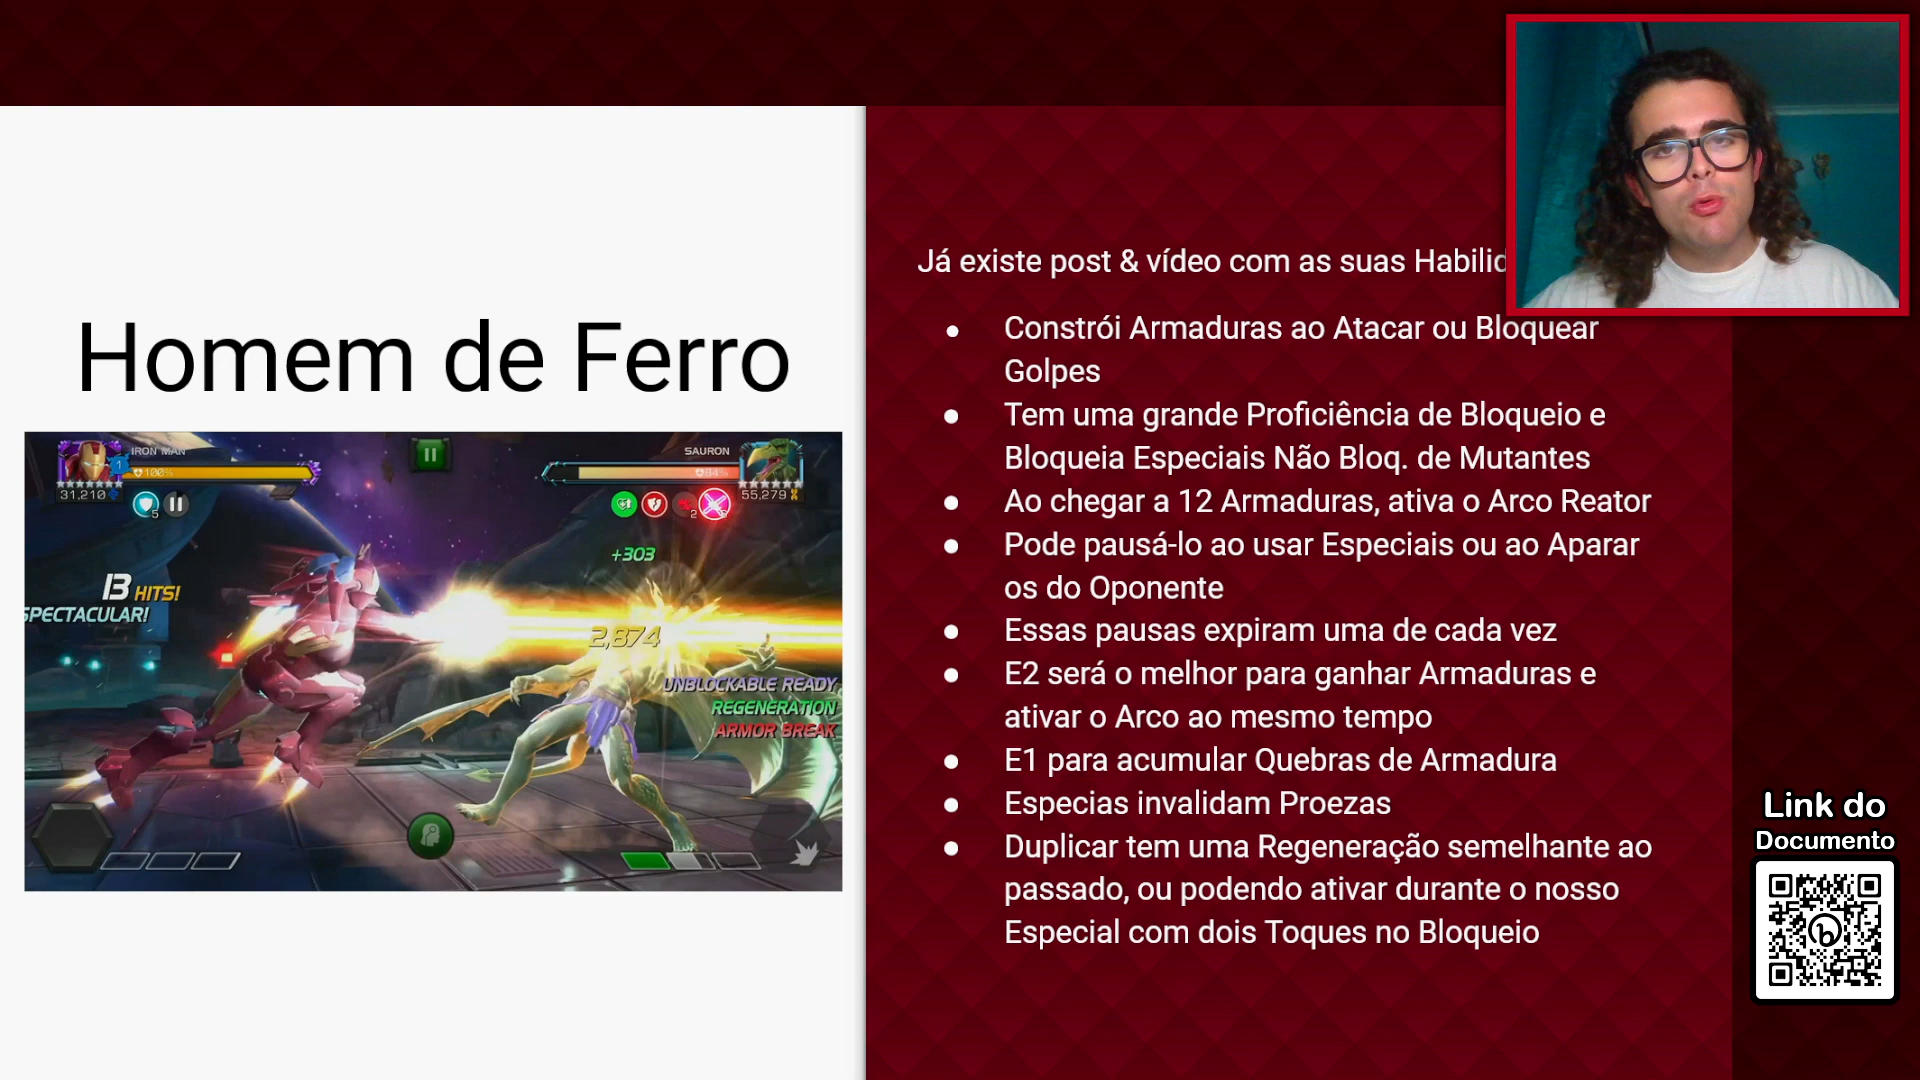 Homem de Ferro
IRON MAN
1
100%
31,210
5
SAURON
84%
55,279
2
+303
13 HITS!
SPECTACULAR!
2,874
UNBLOCKABLE READY
REGENERATION
ARMOR BREAK
Já existe post & vídeo com as suas Habilid
Constrói Armaduras ao Atacar ou Bloquear
Golpes
Tem uma grande Proficiência de Bloqueio e
Bloqueia Especiais Não Bloq. de Mutantes
Ao chegar a 12 Armaduras, ativa o Arco Reator
Pode pausá-lo ao usar Especiais ou ao Aparar
os do Oponente
Essas pausas expiram uma de cada vez
E2 será o melhor para ganhar Armaduras e
ativar o Arco ao mesmo tempo
E1 para acumular Quebras de Armadura
Especias invalidam Proezas
Duplicar tem uma Regeneração semelhante ao
passado, ou podendo ativar durante o nosso
Especial com dois Toques no Bloqueio
Link do
Documento
b